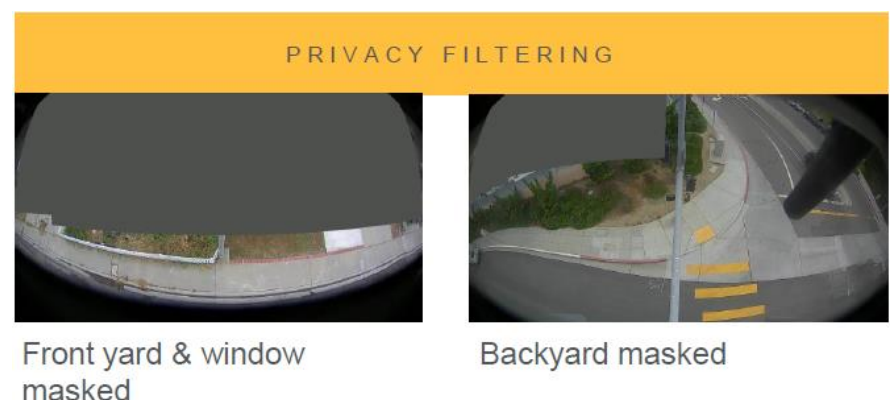 PRIVACY FILTERING
Front yard & window
masked
Backyard masked